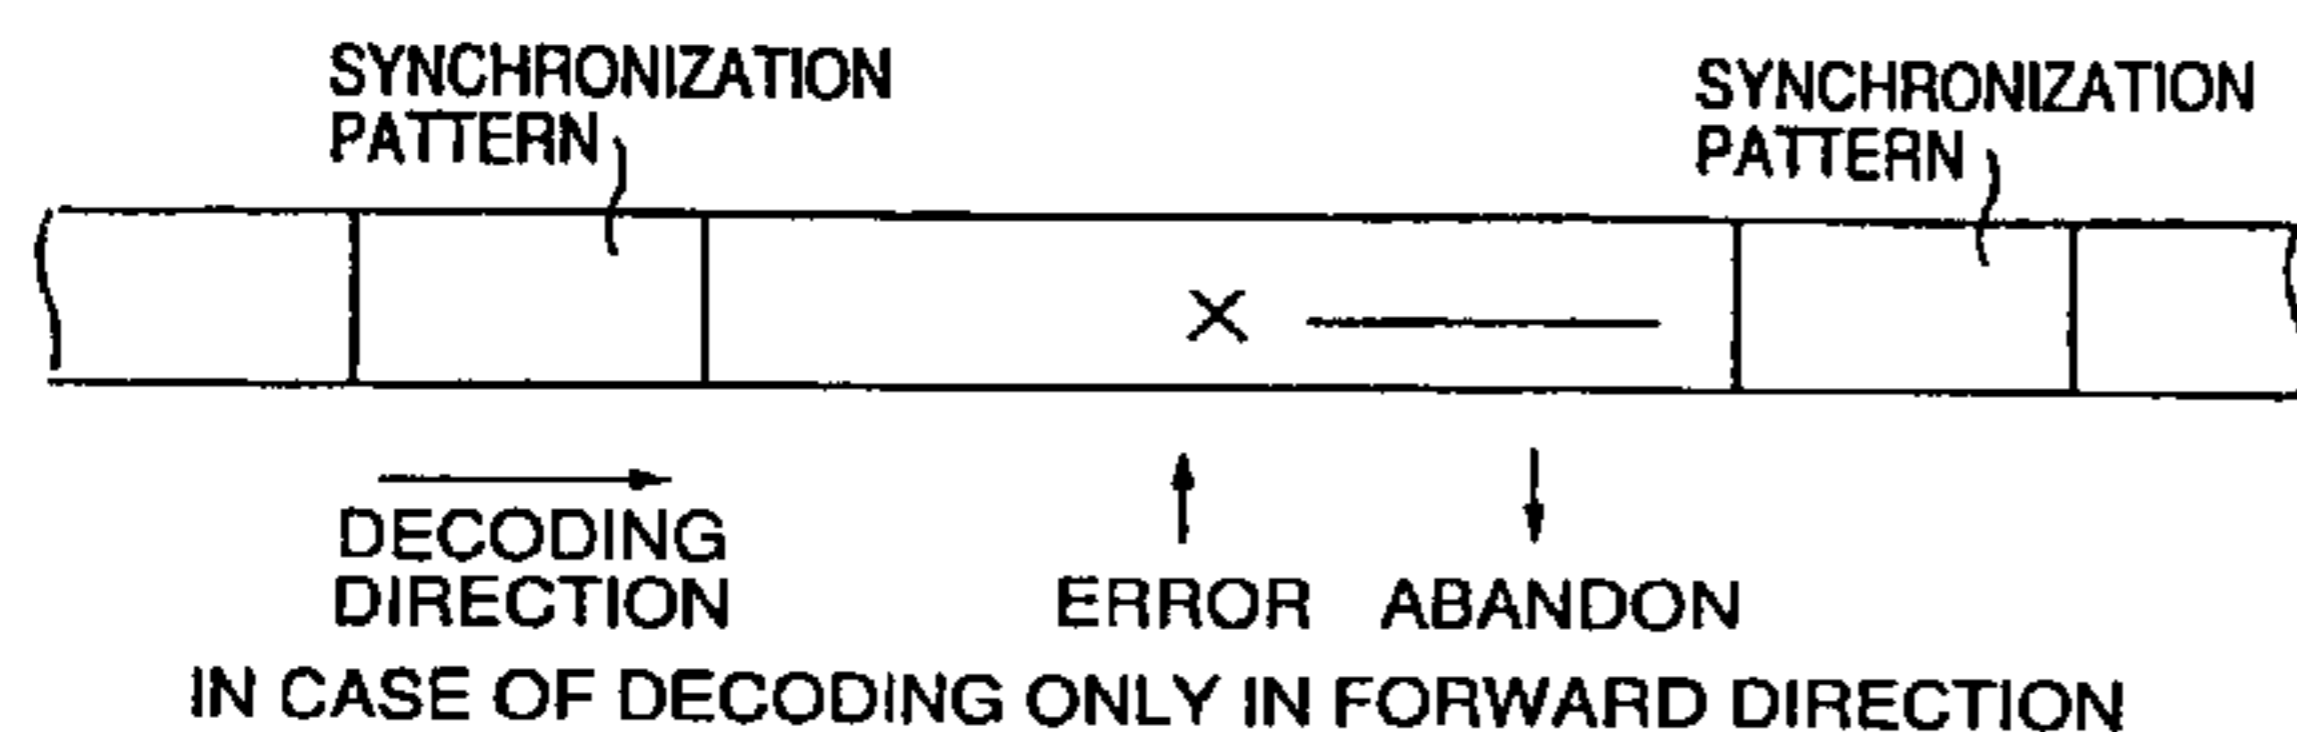 SYNCHRONIZATION
PATTERN
SYNCHRONIZATION
PATTERN
DECODING
DIRECTION
ERROR
ABANDON
IN CASE OF DECODING ONLY IN FORWARD DIRECTION